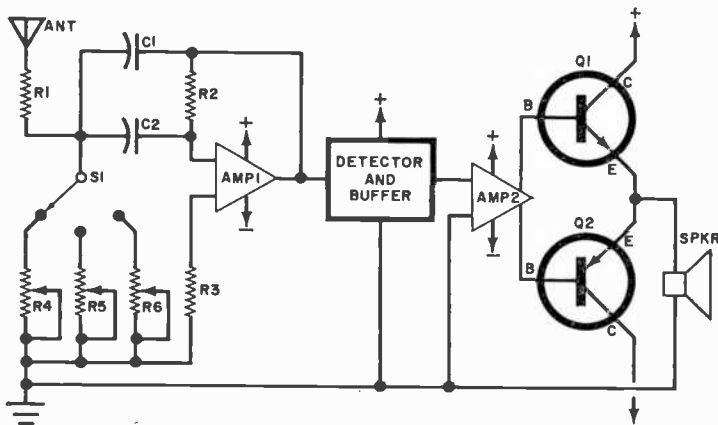 ANT
C1
Q1
R1
R2
C
B
C2
+
+
+
+
E
S1
AMP1
DETECTOR
AND
BUFFER
AMP2
−
−
Q2
E
SPKR
B
R4
R5
R6
R3
C